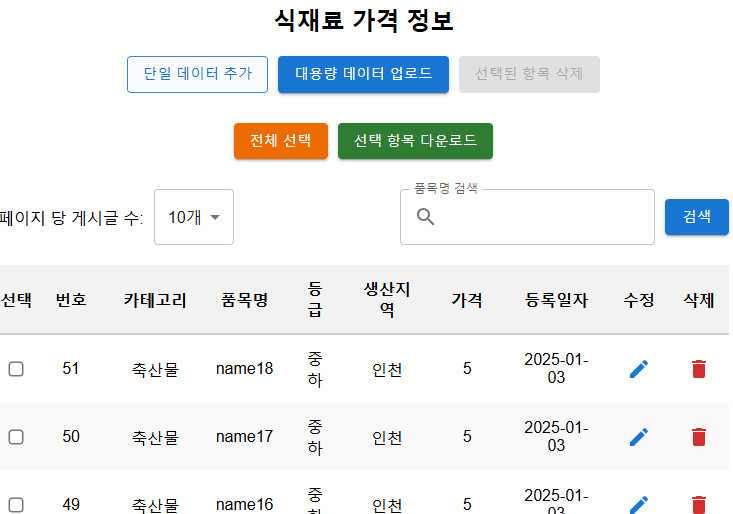 식재료 가격 정보
단일 데이터 추가 대용량 데이터 업로드 선택된 항목 삭제
전체 선택 선택 항목 다운로드
품목명 검색
페이지 당 게시글 수: 10개 검색
선택 번호 카테고리 품목명 등급 생산지역 가격 등록일자 수정 삭제
51 축산물 name18 중하 인천 5 2025-01-03
50 축산물 name17 중하 인천 5 2025-01-03
49 축산물 name16 중하 인천 5 2025-01-03